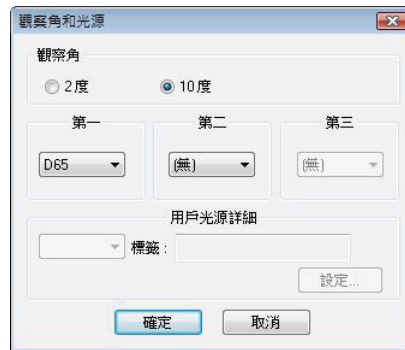 觀察角和光源
觀察角
2度 10度
第一 第二 第三
D65 (無) (無)
用戶光源詳細
標籤：
設定...
確定 取消